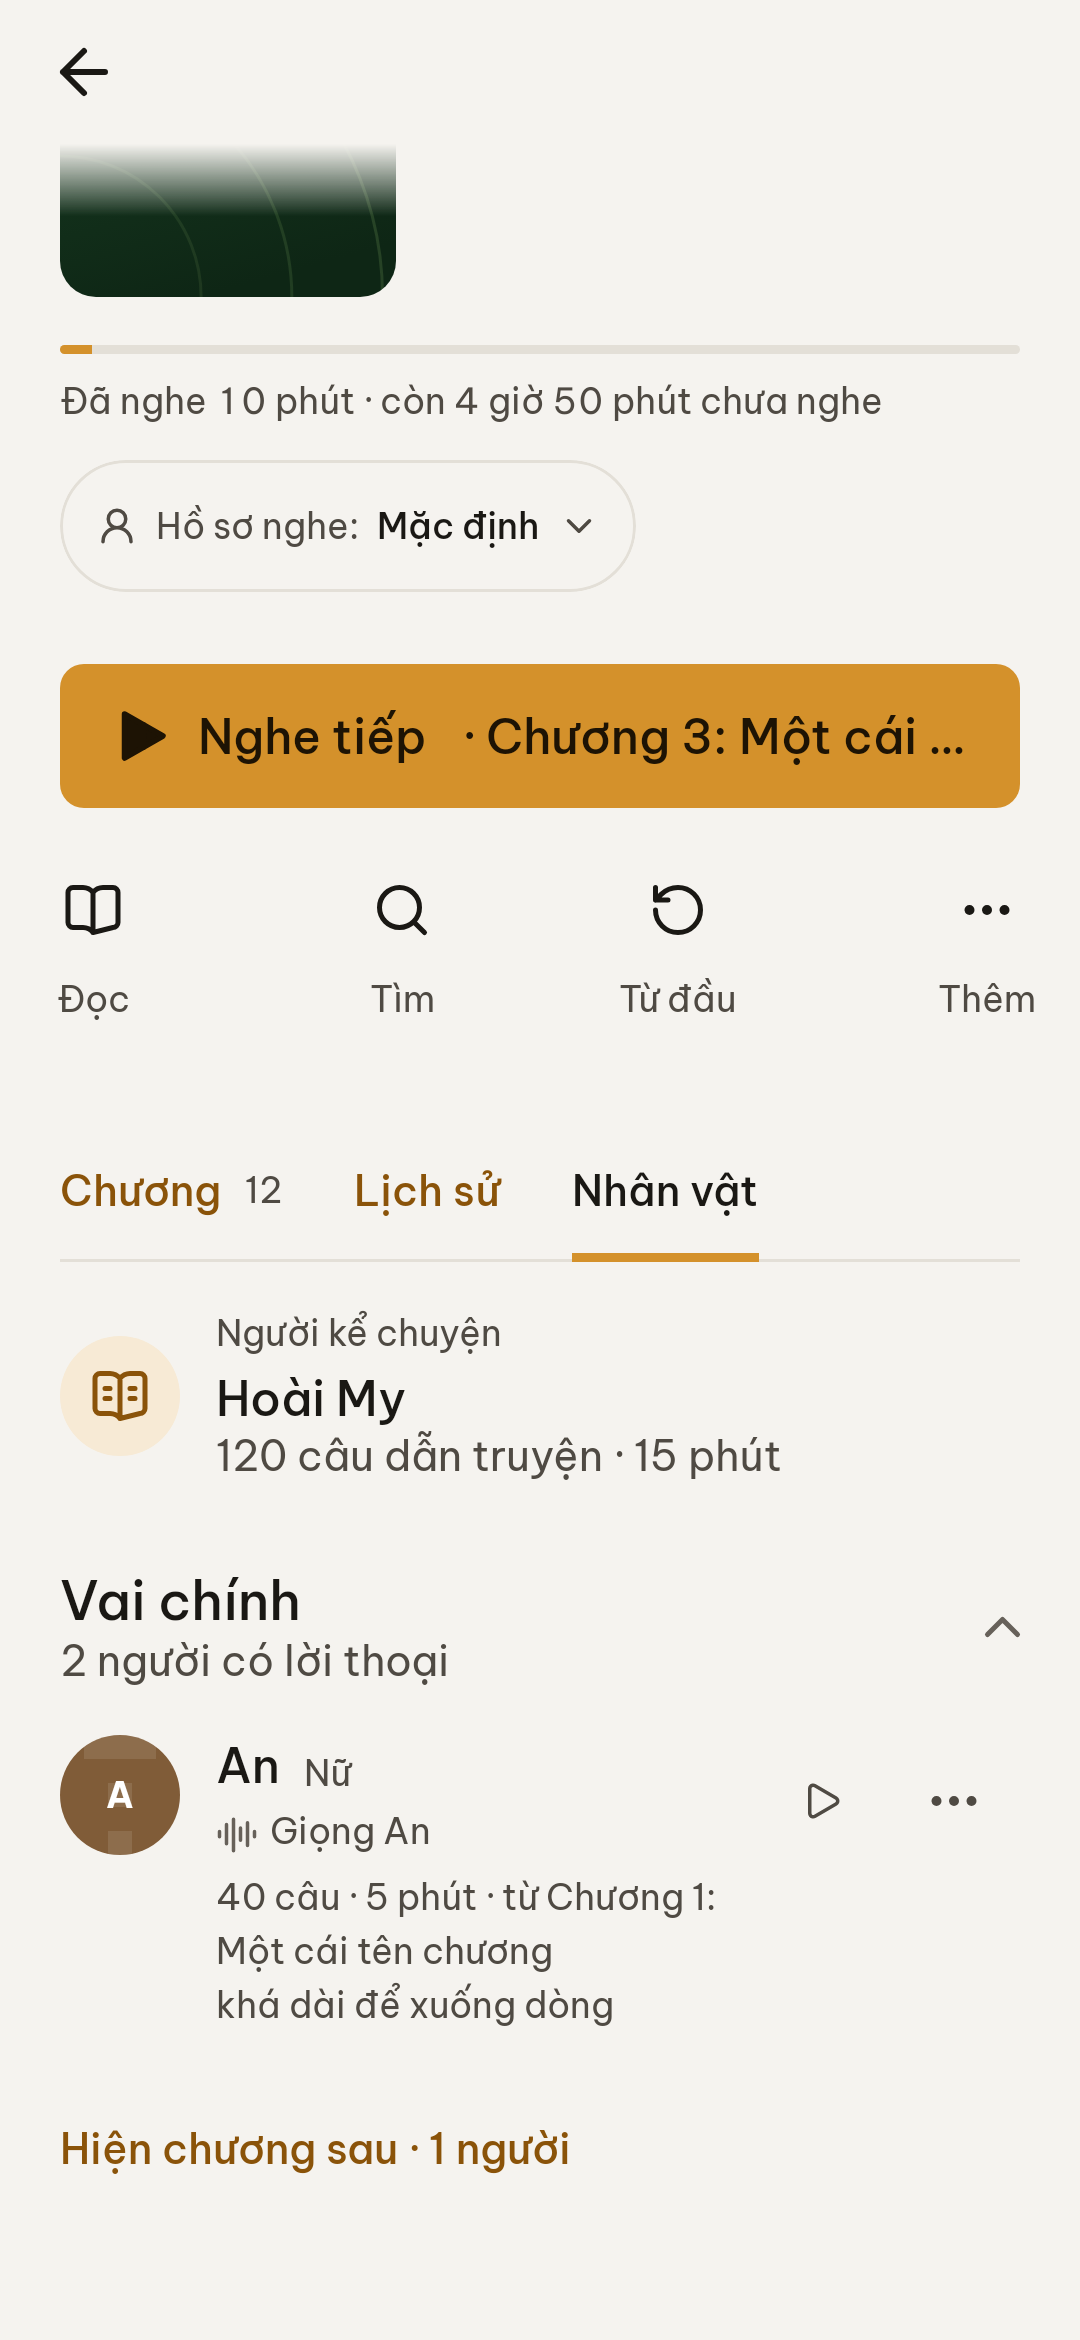 Đã nghe 10 phút · còn 4 giờ 50 phút chưa nghe
Hồ sơ nghe: Mặc định
Nghe tiếp · Chương 3: Một cái ...
Đọc
Tìm
Từ đầu
Thêm
Chương 12
Lịch sử
Nhân vật
Người kể chuyện
Hoài My
120 câu dẫn truyện · 15 phút
Vai chính
2 người có lời thoại
A
An Nữ
Giọng An
40 câu · 5 phút · từ Chương 1:
Một cái tên chương
khá dài để xuống dòng
Hiện chương sau · 1 người